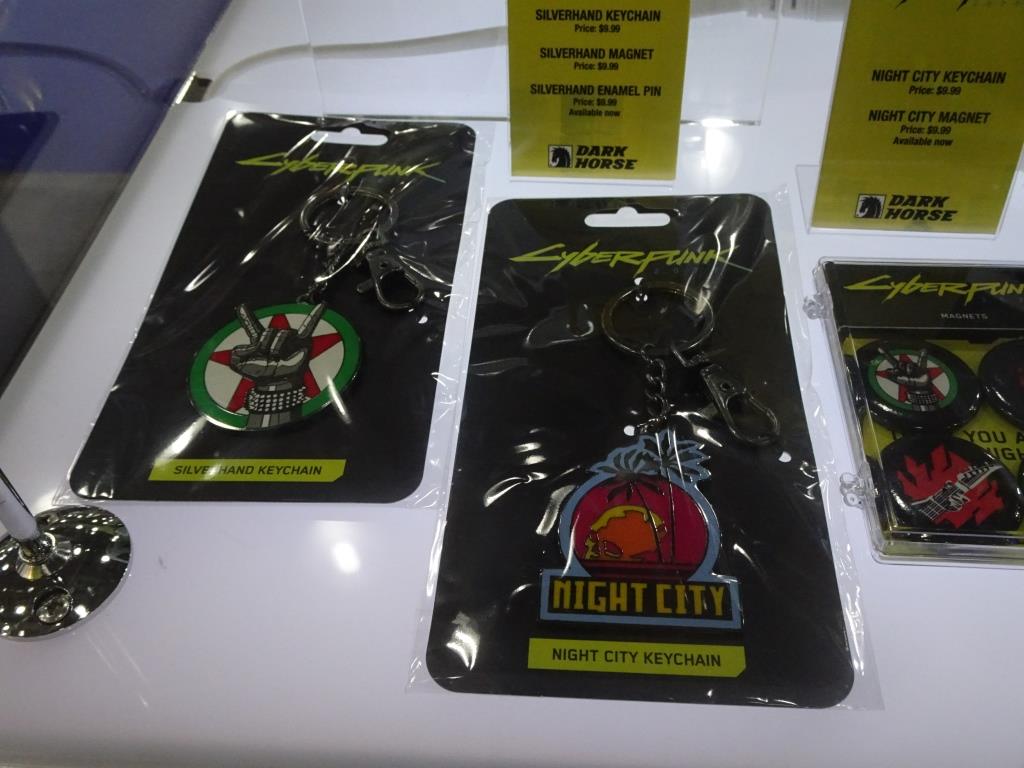 SILVERHAND KEYCHAIN
Price: $9.99
SILVERHAND MAGNET
Price: $9.99
SILVERHAND ENAMEL PIN
Price: $9.99
Available now
DARK
HORSE
NIGHT CITY KEYCHAIN
Price: $9.99
NIGHT CITY MAGNET
Price: $9.99
Available now
DARK
HORSE
Cyberpunk
SILVERHAND KEYCHAIN
Cyberpunk
NIGHT CITY
NIGHT CITY KEYCHAIN
Cyberpun
MAGNETS
YOU A